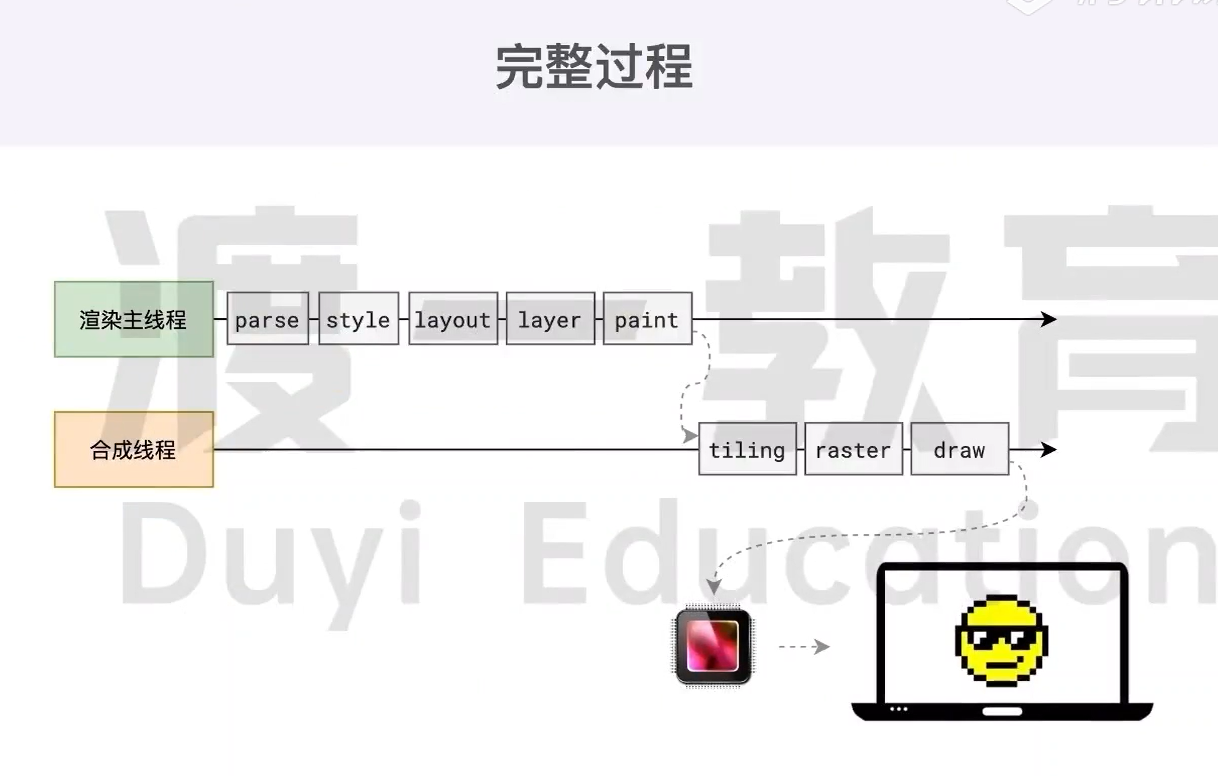 完整过程
渲染主线程 parse style layout layer paint
合成线程 tiling raster draw
渡一教育
Duyi Education